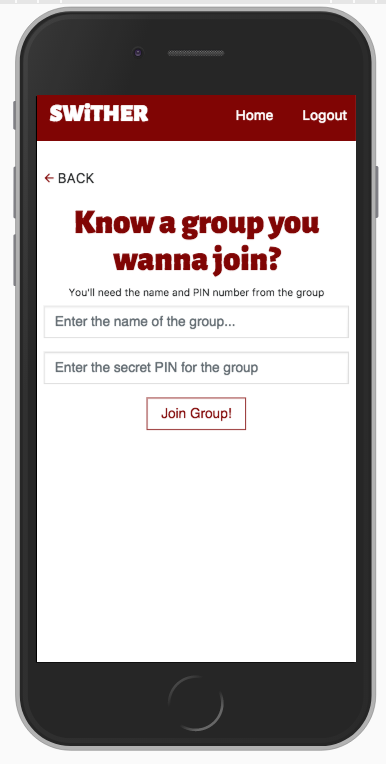 SWiTHER Home Logout
← BACK
Know a group you
wanna join?
You'll need the name and PIN number from the group
Enter the name of the group...
Enter the secret PIN for the group
Join Group!